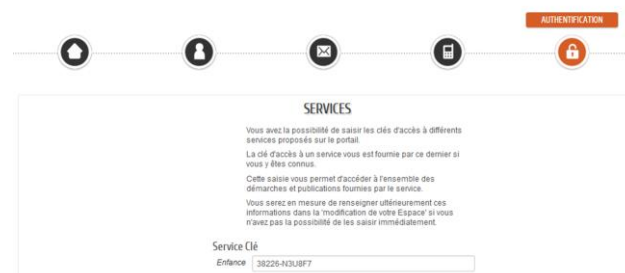 AUTHENTIFICATION
SERVICES
Vous avez la possibilité de saisir les clés d'accès à différents
services proposés sur le portail.
La clé d'accès à un service vous est fournie par ce dernier si
vous y êtes connus.
Cette saisie vous permet d'accéder à l'ensemble des
démarches et publications fournies par le service.
Vous serez en mesure de renseigner ultérieurement ces
informations dans la 'modification de votre Espace' si vous
n'avez pas la possibilité de les saisir immédiatement.
Service Clé
Enfance 38226-N3U8F7